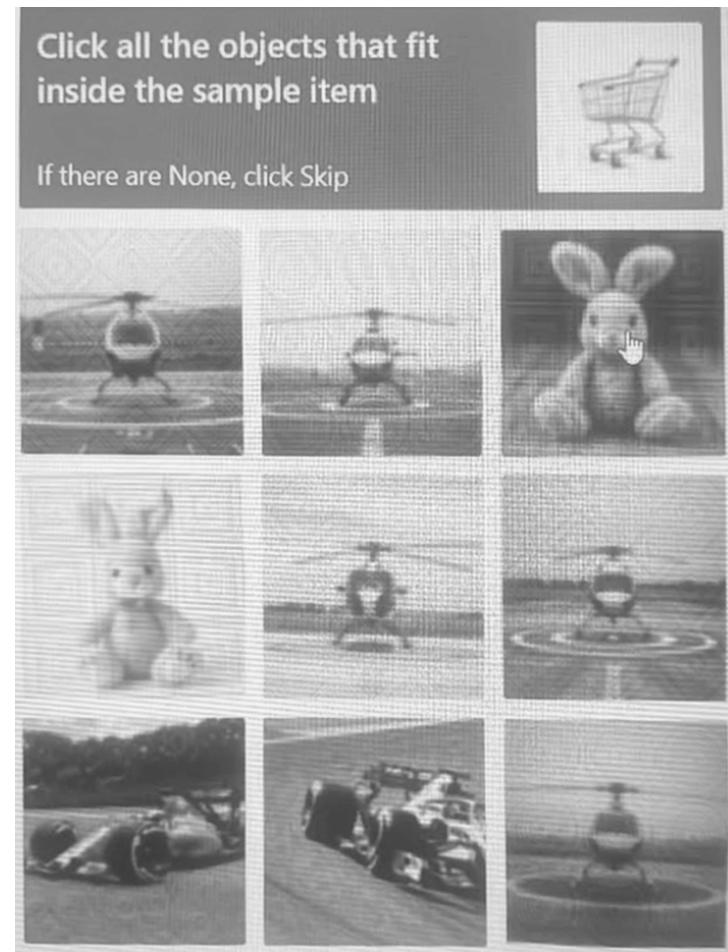 Click all the objects that fit
inside the sample item
If there are None, click Skip